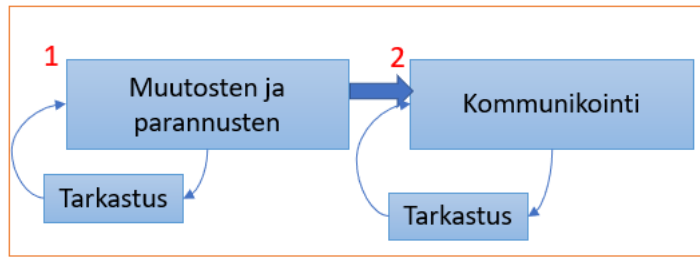 1
Muutosten ja
parannusten
Tarkastus
2
Kommunikointi
Tarkastus